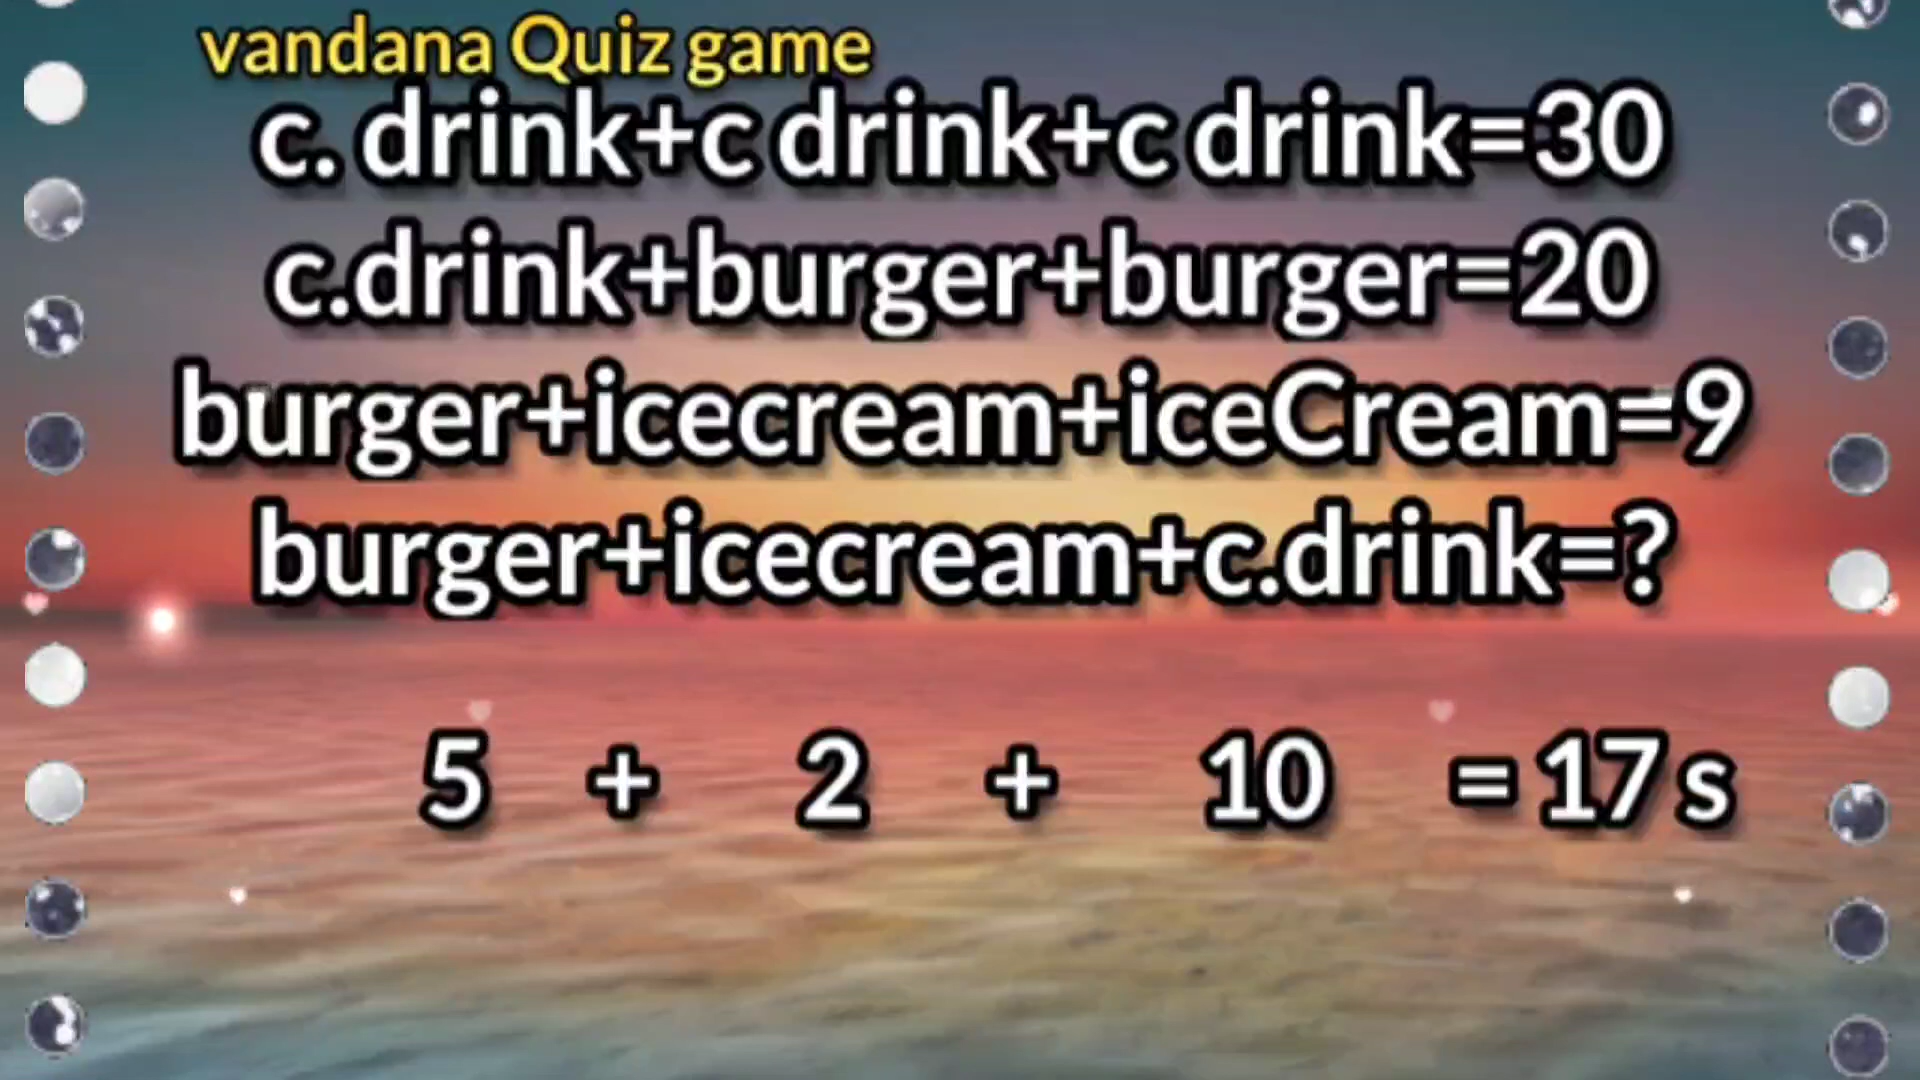 vandana Quiz game
c. drink+c drink+c drink=30
c.drink+burger+burger=20
burger+icecream+iceCream=9
burger+icecream+c.drink=?
5 + 2 + 10 = 17 s